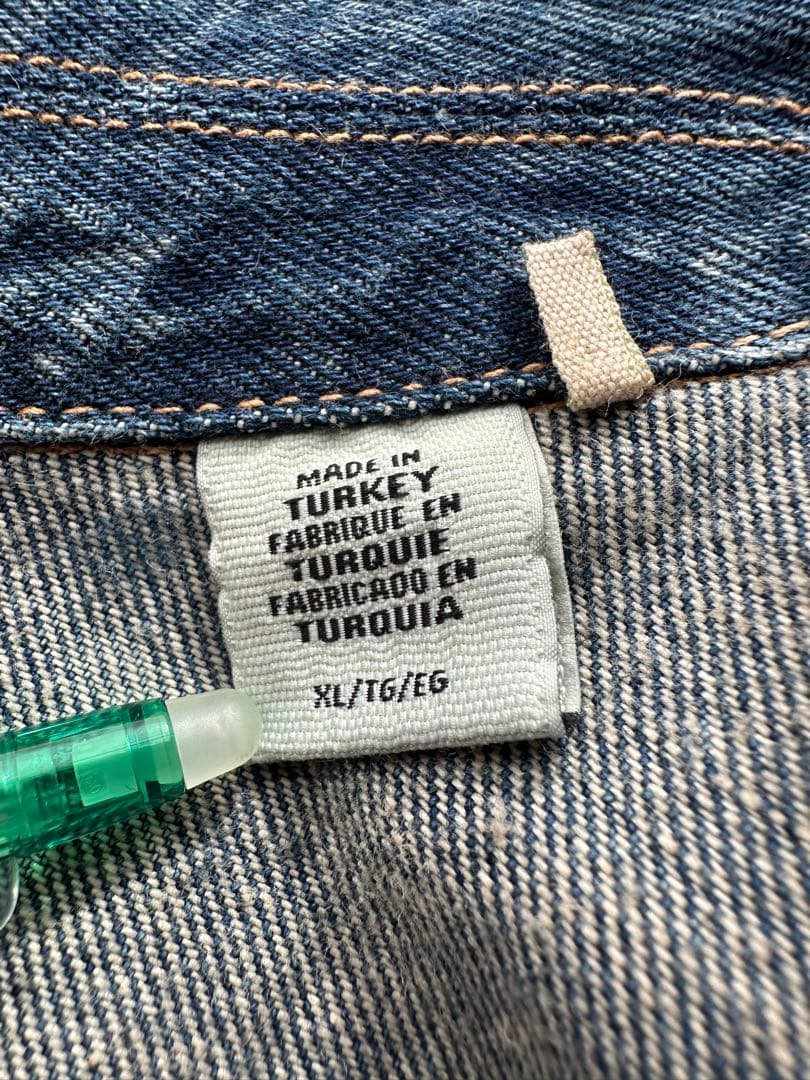 MADE IN
TURKEY
FABRIQUE EN
TURQUIE
FABRICADO EN
TURQUIA
XL/TG/EG